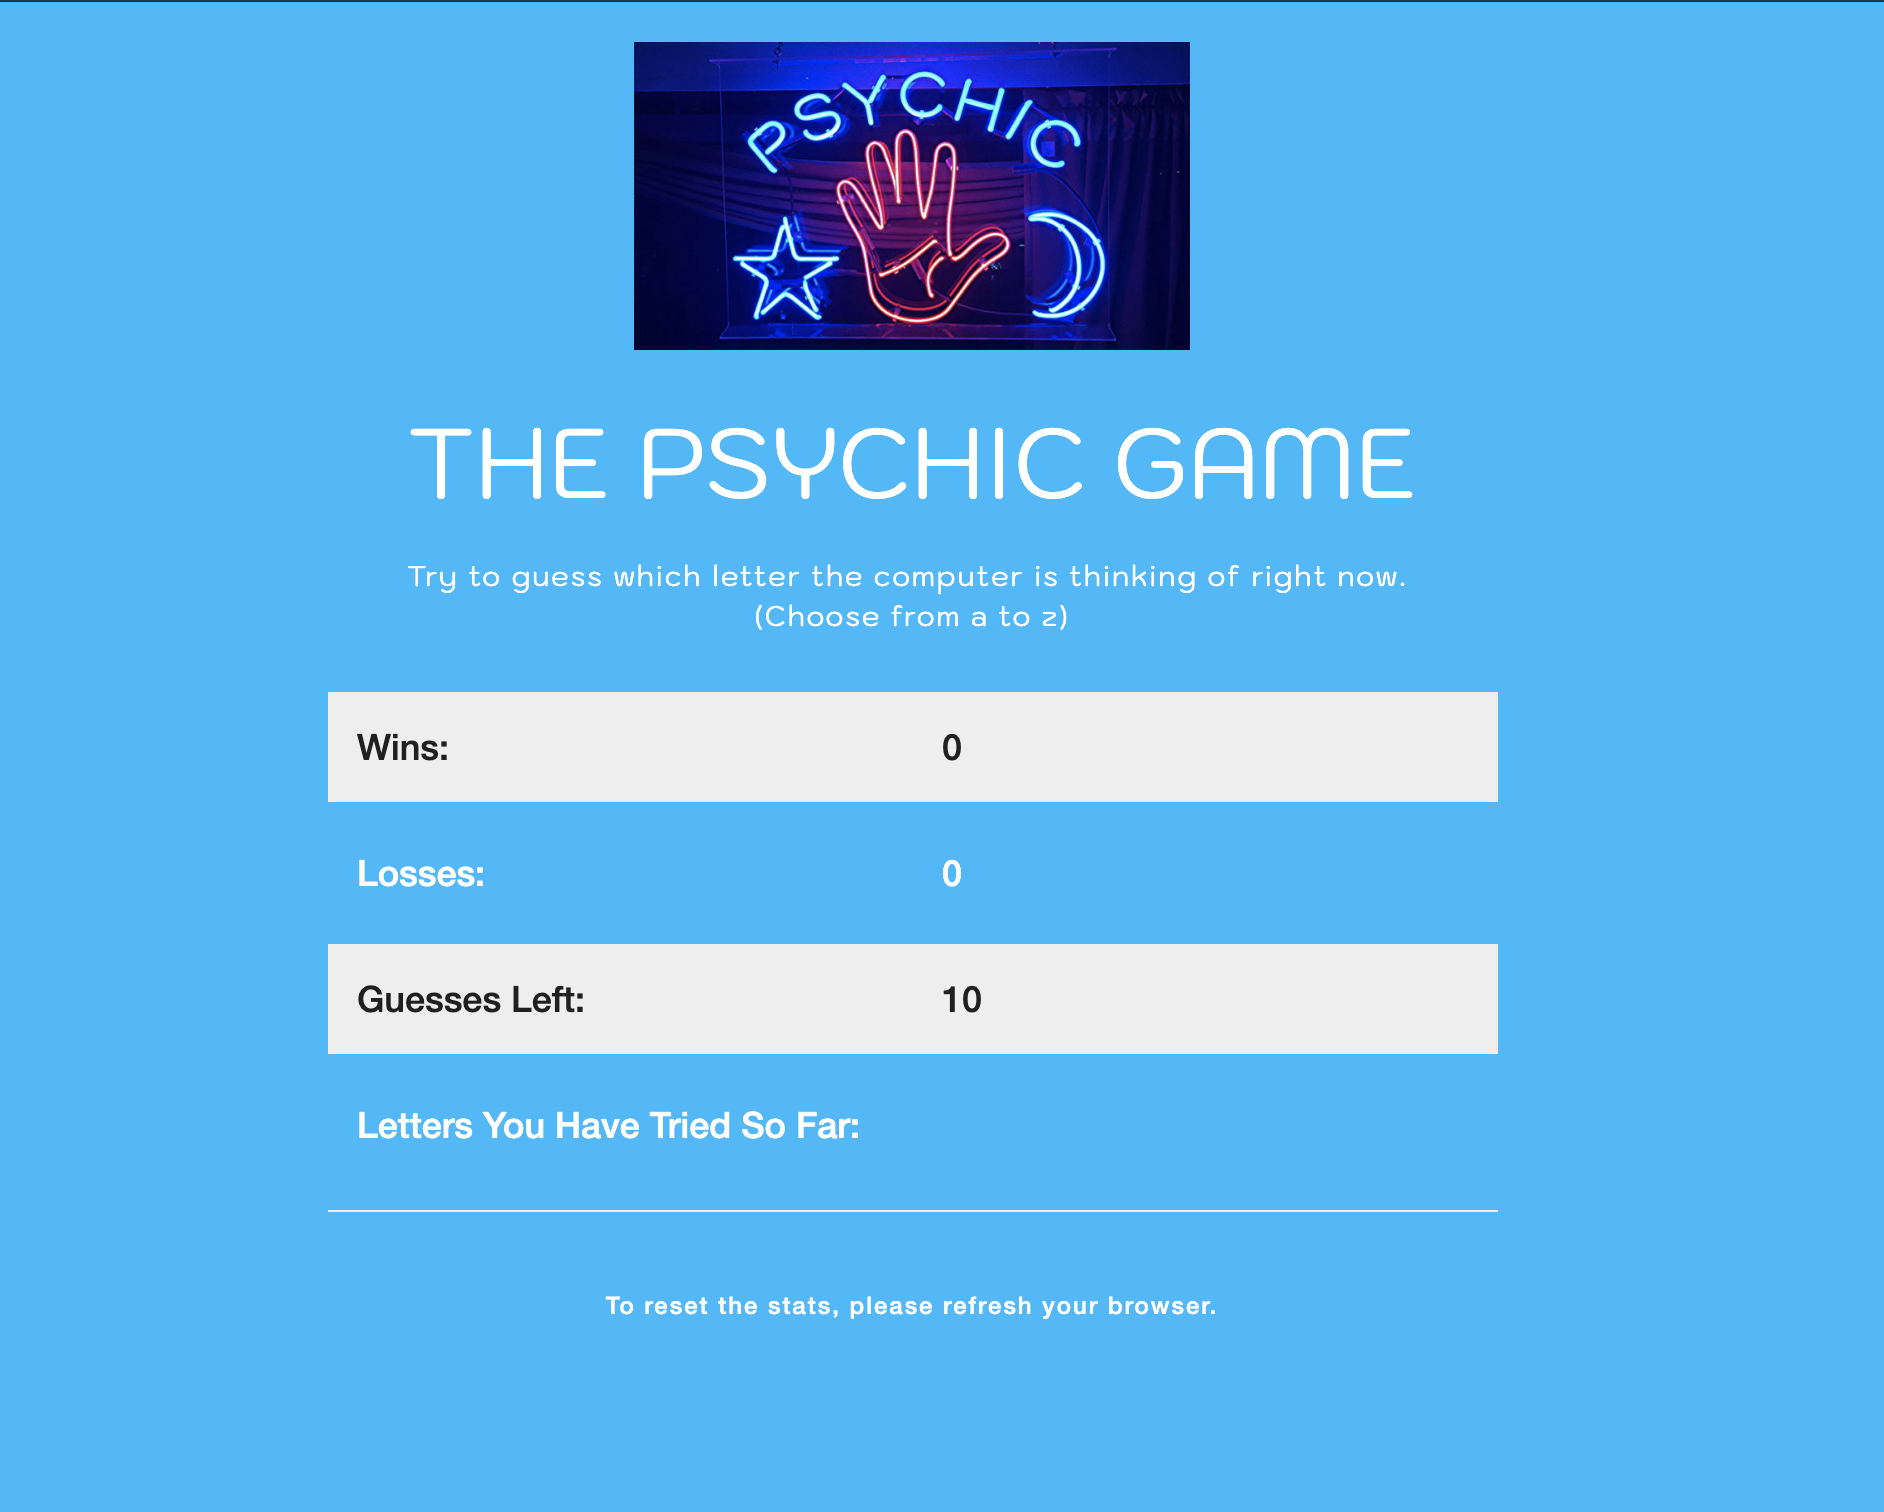 PSYCHIC
THE PSYCHIC GAME
Try to guess which letter the computer is thinking of right now.
(Choose from a to z)
Wins: 0
Losses: 0
Guesses Left: 10
Letters You Have Tried So Far:
To reset the stats, please refresh your browser.